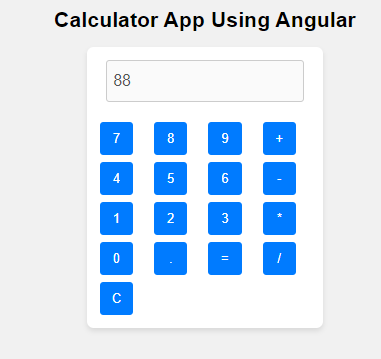 Calculator App Using Angular
88
7 8 9 +
4 5 6 -
1 2 3 *
0 . = /
C